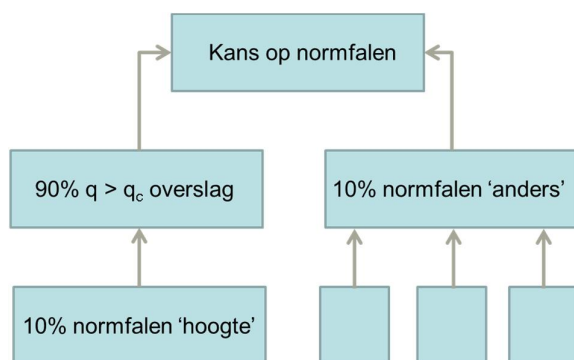 Kans op normfalen
90% q > qc overslag
10% normfalen ‘anders’
10% normfalen ‘hoogte’